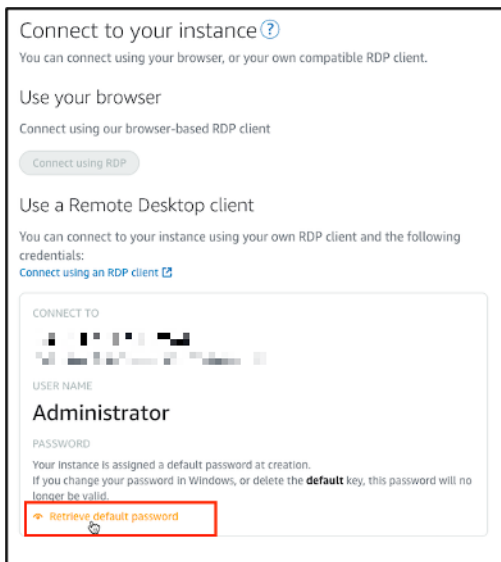 Connect to your instance ?
You can connect using your browser, or your own compatible RDP client.
Use your browser
Connect using our browser-based RDP client
Connect using RDP
Use a Remote Desktop client
You can connect to your instance using your own RDP client and the following
credentials:
Connect using an RDP client
CONNECT TO
USER NAME
Administrator
PASSWORD
Your instance is assigned a default password at creation.
If you change your password in Windows, or delete the default key, this password will no
longer be valid.
Retrieve default password